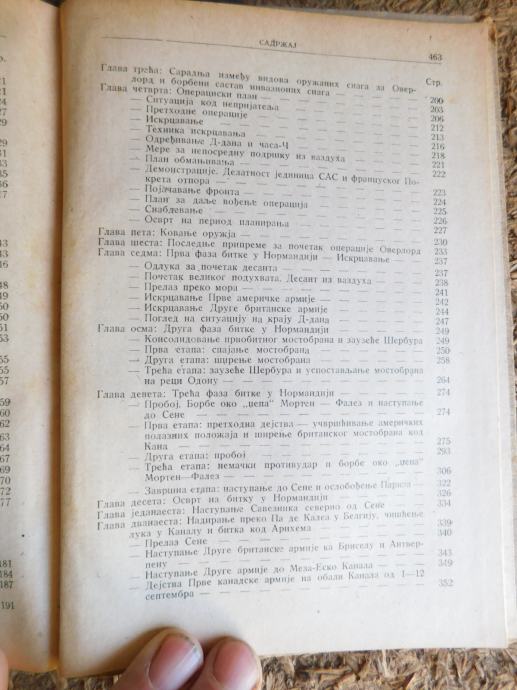 САДРЖАЈ 463
Стр.
Глава трећа: Сарадња између видова оружаних снага за Овер-
лорд и борбени састав инвазионих снага — — — — 200
Глава четврта: Операциски план — — — — — — — 203
— Ситуација код непријатеља — — — — — — 206
— Претходне операције — — — — — — 212
— Искрцавање — — — — — — 213
— Техника искрцавања — — — — — — 216
— Одређивање Д-дана и часа-Ч — — — — — — 218
— Мере за непосредну подршку из ваздуха — — — — 221
— План обмањивања — — — — — — 222
— Демонстрације. Делатност јединица САС и француског По-
крета отпора — — — — — — 223
— Појачавање фронта — — — — — — 224
— План за даље вођење операција — — — — — 225
— Снабдевање — — — — — — 226
— Осврт на период планирања — — — — — 227
Глава пета: Ковање оружја — — — — — — 230
Глава шеста: Последње припреме за почетак операције Оверлорд 233
Глава седма: Прва фаза битке у Нормандији — Искрцавање — — 237
— Одлука за почетак десанта — — — — — — 237
— Почетак великог подухвата. Десант из ваздуха — — — 238
— Прелаз преко мора — — — — — — 241
— Искрцавање Прве америчке армије — — — — 242
— Искрцавање Друге британске армије — — — — 244
— Поглед на ситуацију на крају Д-дана — — — — 247
Глава осма: Друга фаза битке у Нормандији — — — — 249
— Консолидовање приобитног мостобрана и заузеће Шербура 249
— Прва етапа: спајање мостобрана — — — — — 250
— Друга етапа: ширење мостобрана — — — — — 258
— Трећа етапа: заузеће Шербура и успостављање мостобрана
на реци Одону — — — — — — 264
Глава девета: Трећа фаза битке у Нормандији — — — — 274
— Пробој. Борбе око „џепа“ Мортен — Фалез и наступање
до Сене — — — — — — 274
— Прва етапа: претходна дејства — учвршћивање америчких
полазних положаја и ширење британског мостобрана код
Кана — — — — — — 275
— Друга етапа: пробој — — — — — — 293
— Трећа етапа: немачки противудар и борбе око „џепа“
Мортен—Фалез — — — — — — 306
— Завршна етапа: наступање до Сене и ослобођење Париза — 322
Глава десета: Осврт на битку у Нормандији — — — — 326
Глава једанаеста: Наступање Савезника северно од Сене — — 334
Глава дванаеста: Надирање преко Па де Калеа у Белгију, чишћење
лука у Каналу и битка код Арнхема — — — — 339
— Прелаз Сене — — — — — — 340
— Наступање Друге британске армије ка Бриселу и Антвер-
пену — — — — — — 343
— Наступање Друге армије до Меза-Еско Канала — — — 349
— Дејства Прве канадске армије на обали Канала од 1—12
септембра — — — — — — 352